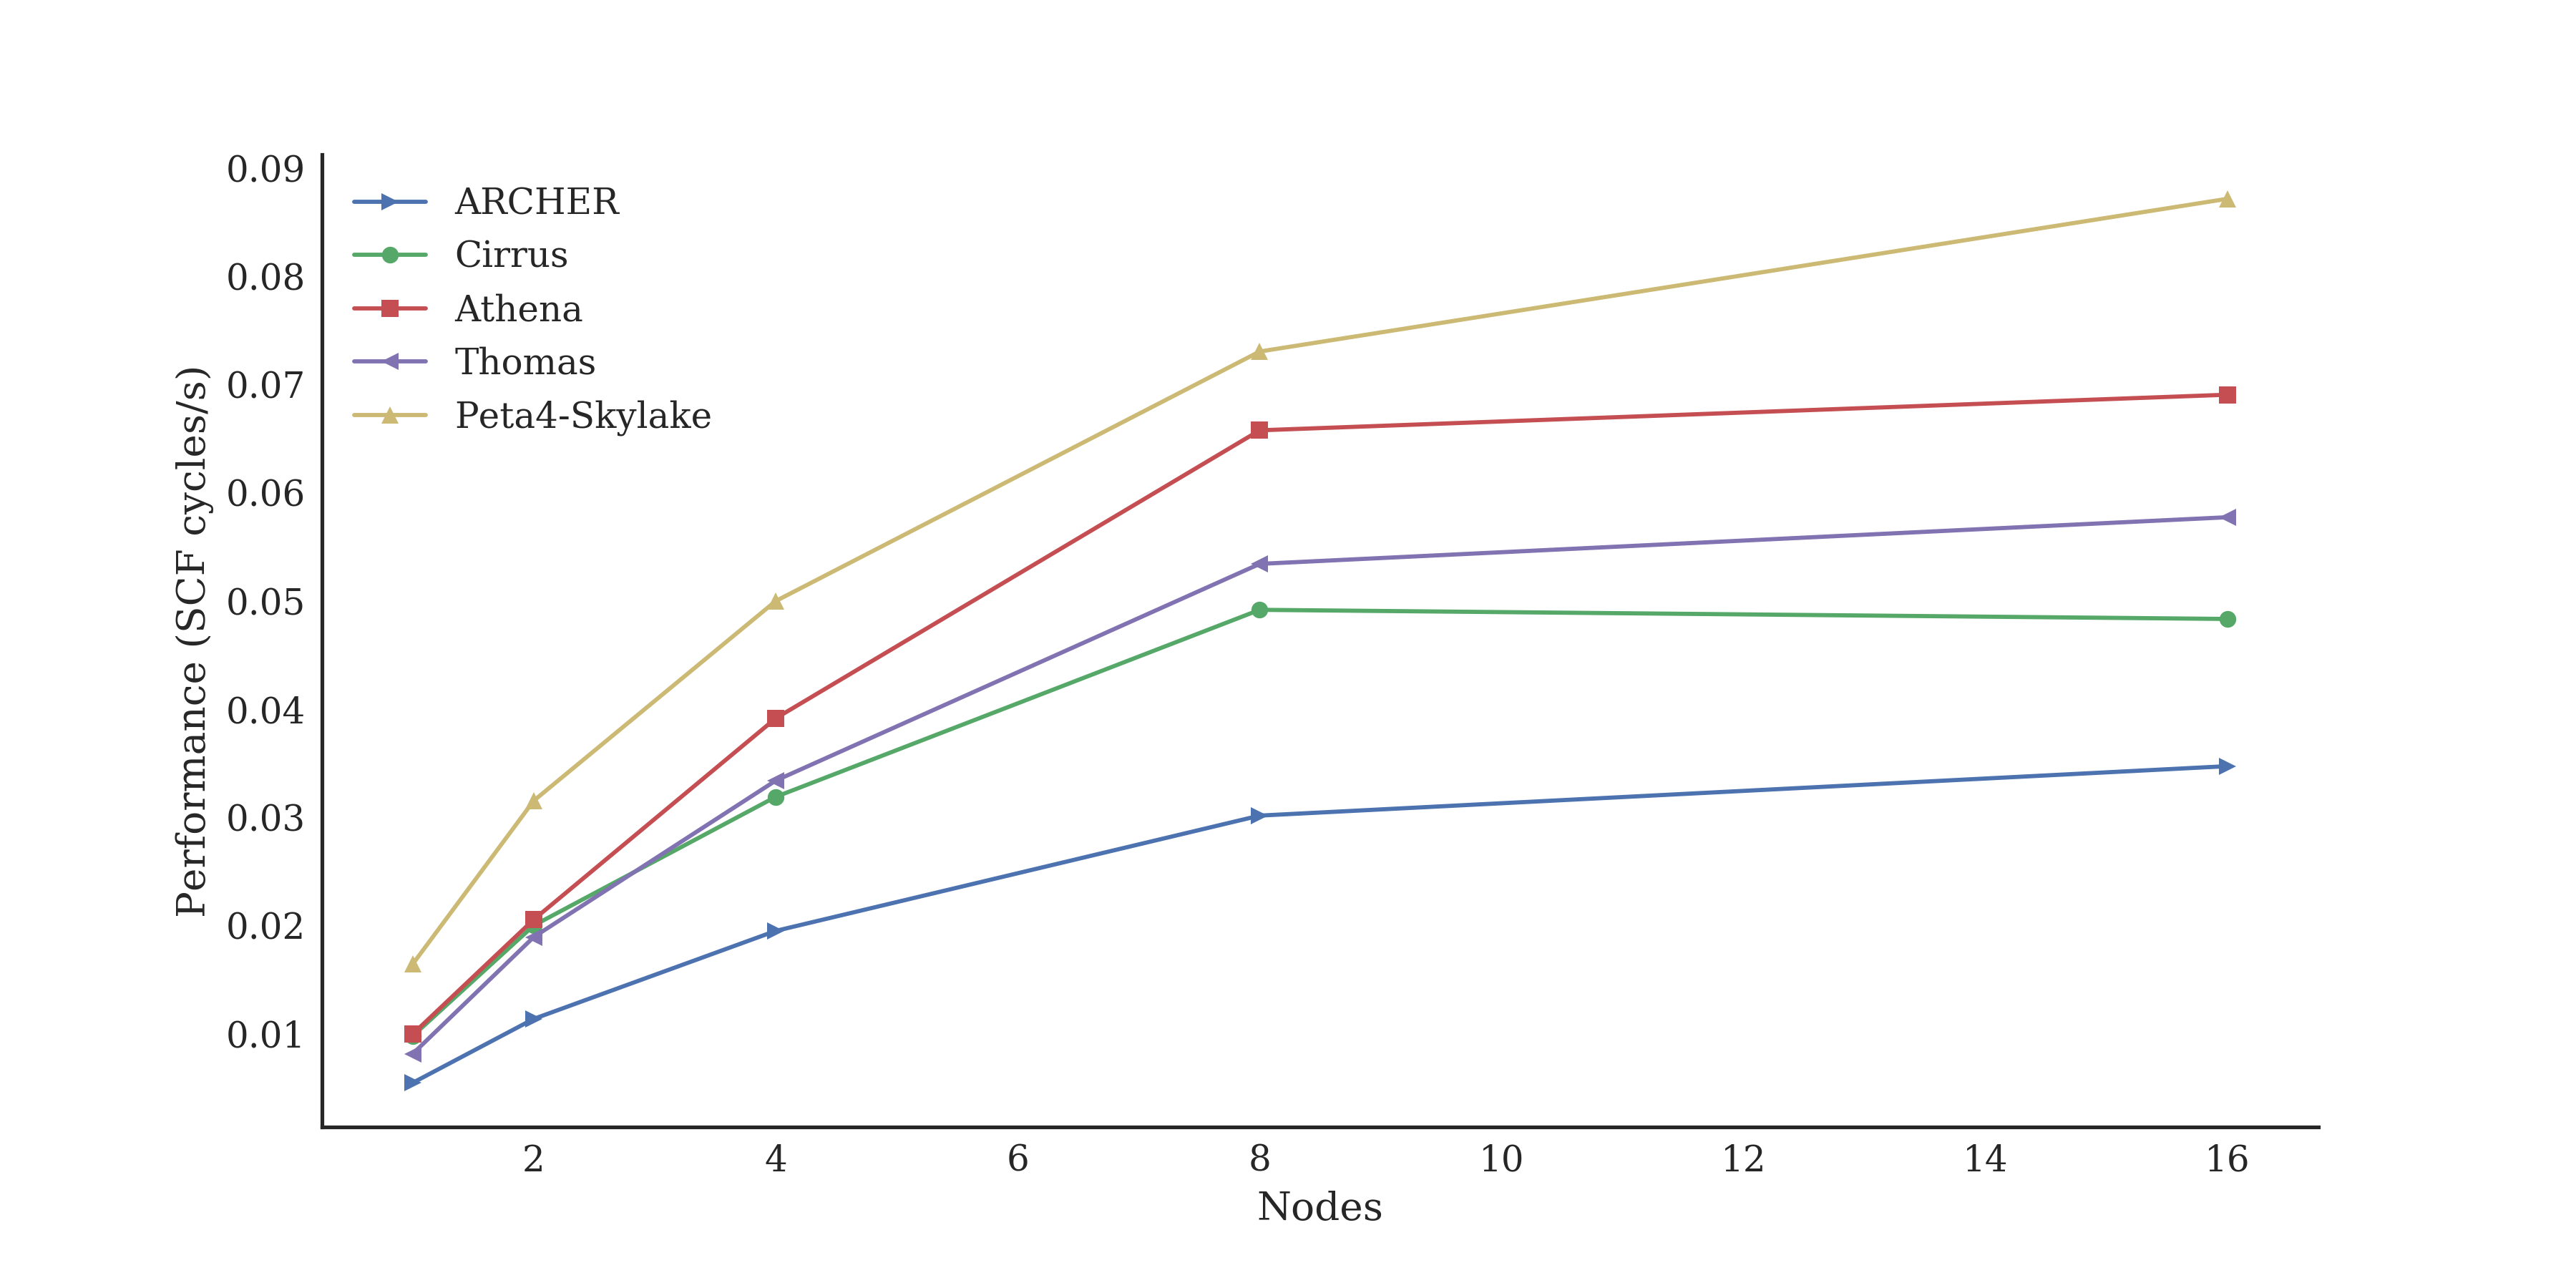 0.09
0.08
0.07
0.06
0.05
0.04
0.03
0.02
0.01
Performance (SCF cycles/s)
ARCHER
Cirrus
Athena
Thomas
Peta4-Skylake
2 4 6 8 10 12 14 16
Nodes